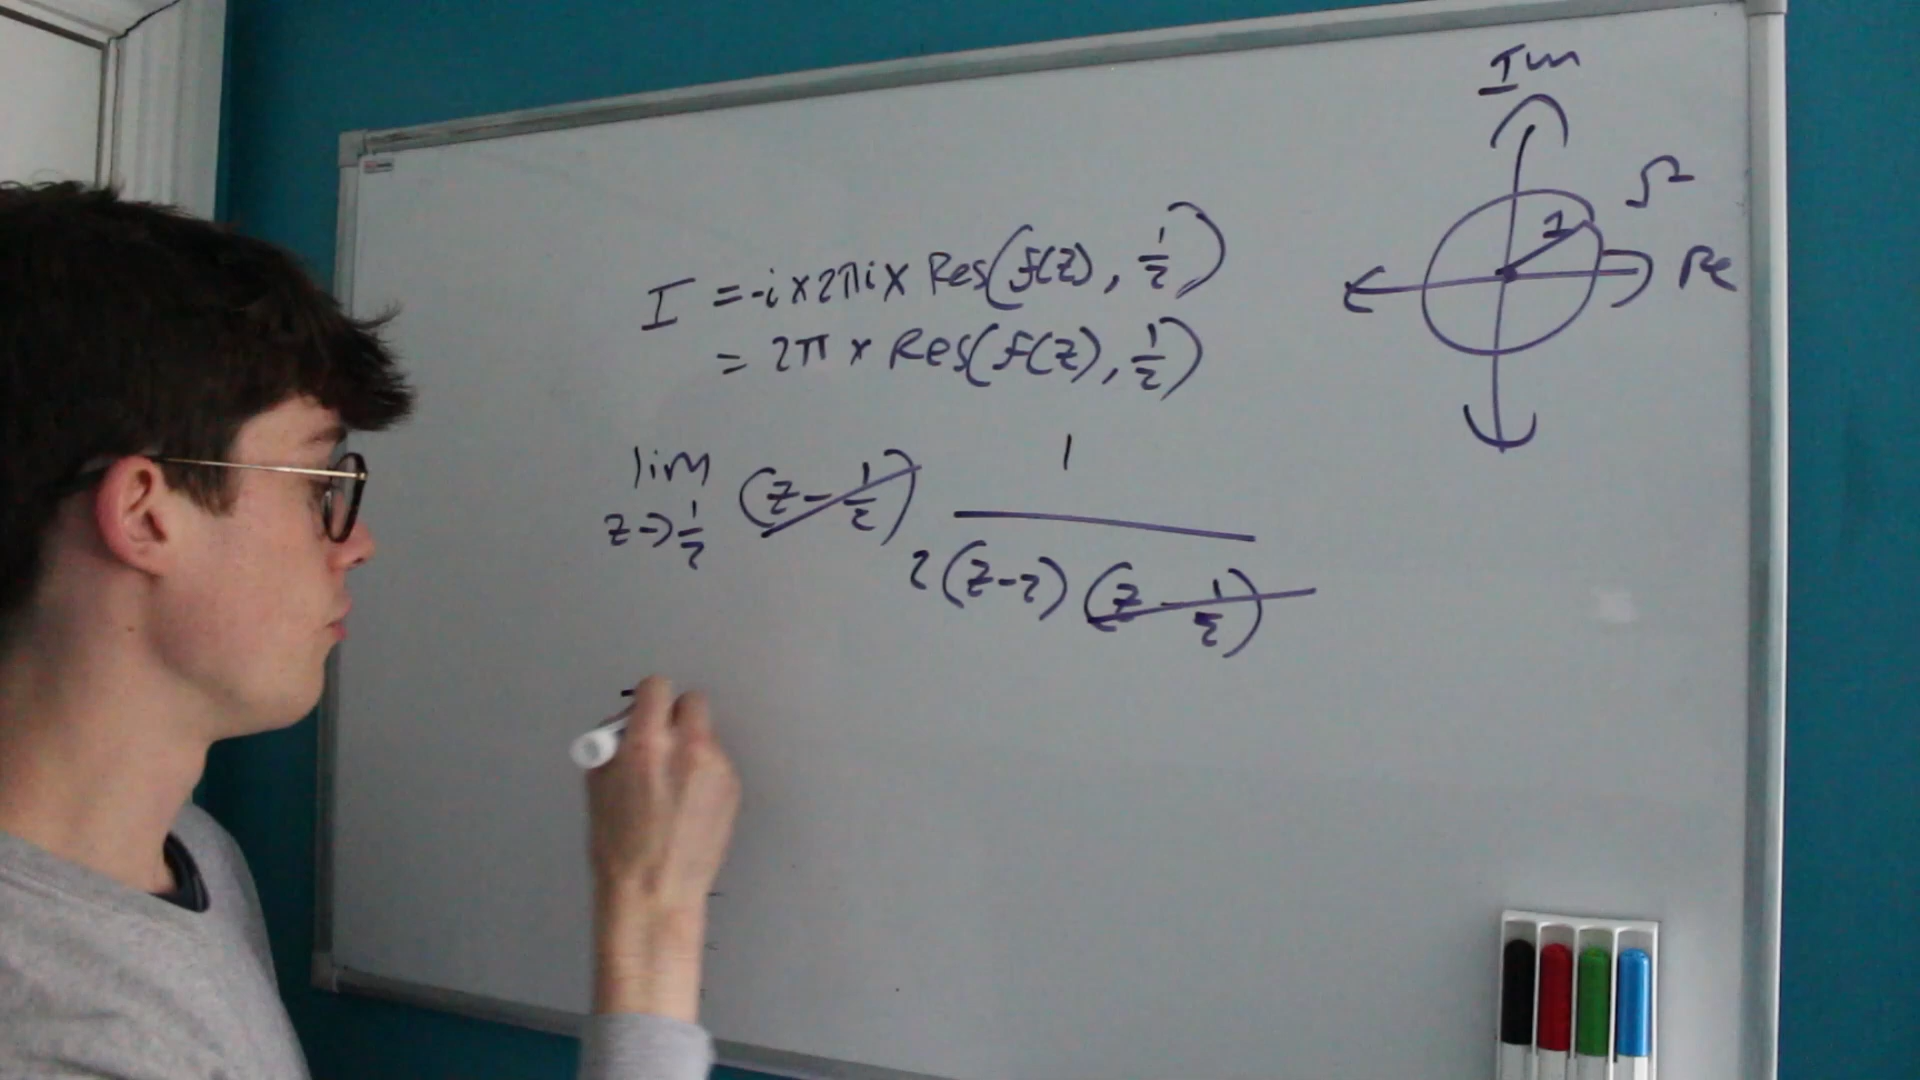 Im
Ω
1
Re
I = -i x 2πi x Res(f(z), 1/2)
= 2π x Res(f(z), 1/2)
lim z→1/2 (z - 1/2) 1 / 2(z-2)(z - 1/2)